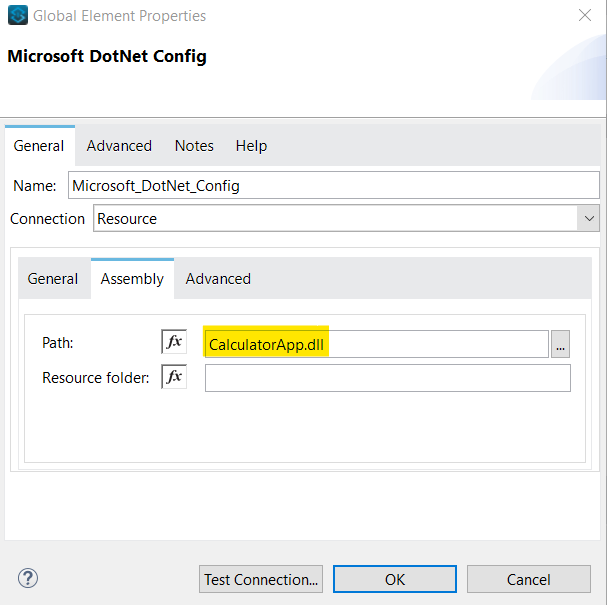 Global Element Properties
Microsoft DotNet Config
General Advanced Notes Help
Name: Microsoft_DotNet_Config
Connection Resource
General Assembly Advanced
Path: fx CalculatorApp.dll ...
Resource folder: fx
? Test Connection... OK Cancel